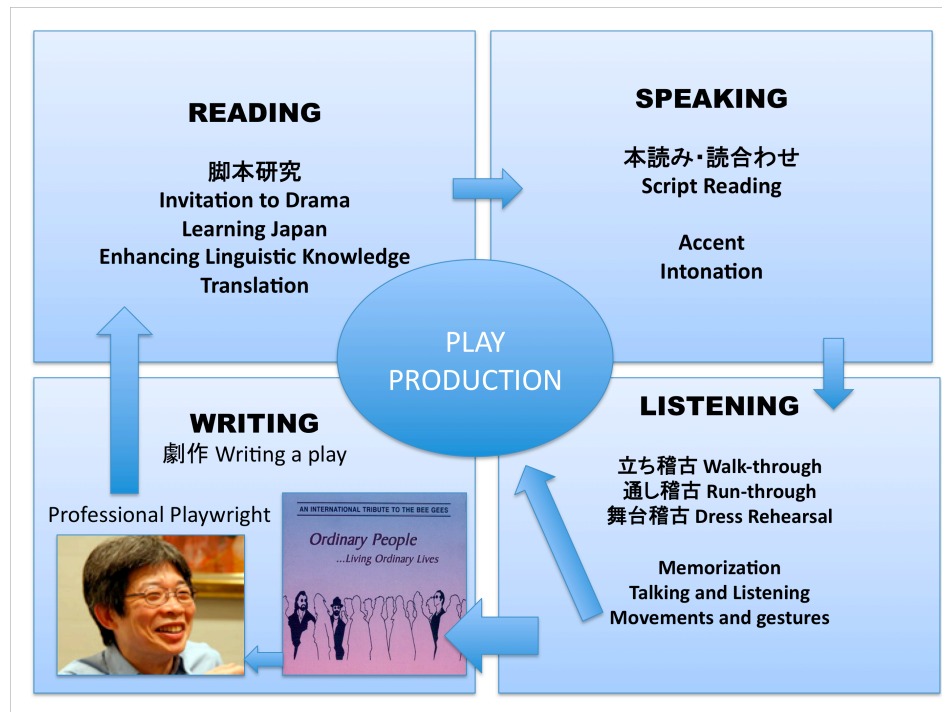 READING
脚本研究
Invitation to Drama
Learning Japan
Enhancing Linguistic Knowledge
Translation
SPEAKING
本読み・読合わせ
Script Reading
Accent
Intonation
PLAY
PRODUCTION
WRITING
劇作 Writing a play
Professional Playwright
AN INTERNATIONAL TRIBUTE TO THE BEE GEES
Ordinary People
...Living Ordinary Lives
LISTENING
立ち稽古 Walk-through
通し稽古 Run-through
舞台稽古 Dress Rehearsal
Memorization
Talking and Listening
Movements and gestures